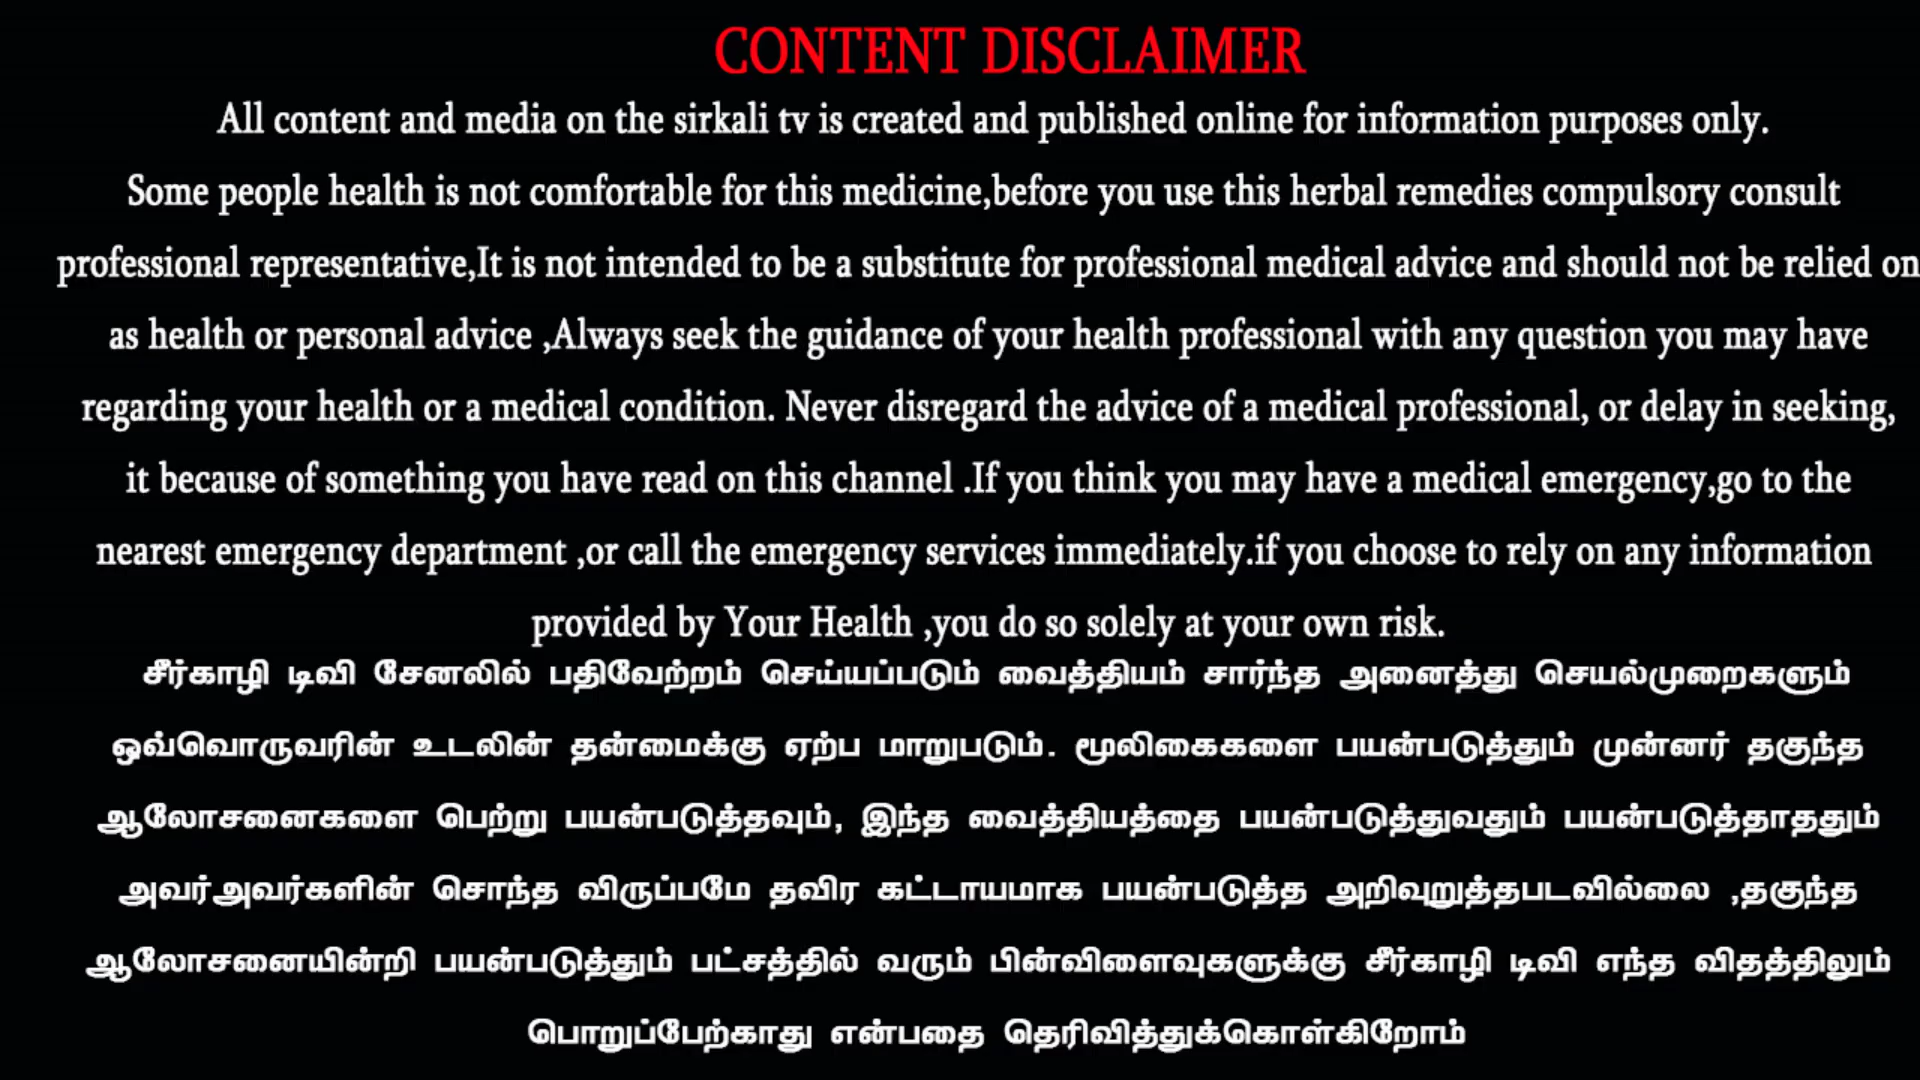 CONTENT DISCLAIMER
All content and media on the sirkali tv is created and published online for information purposes only.
Some people health is not comfortable for this medicine,before you use this herbal remedies compulsory consult
professional representative,It is not intended to be a substitute for professional medical advice and should not be relied on
as health or personal advice ,Always seek the guidance of your health professional with any question you may have
regarding your health or a medical condition. Never disregard the advice of a medical professional, or delay in seeking,
it because of something you have read on this channel .If you think you may have a medical emergency,go to the
nearest emergency department ,or call the emergency services immediately.if you choose to rely on any information
provided by Your Health ,you do so solely at your own risk.
சீர்காழி டிவி சேனலில் பதிவேற்றம் செய்யப்படும் வைத்தியம் சார்ந்த அனைத்து செயல்முறைகளும்
ஒவ்வொருவரின் உடலின் தன்மைக்கு ஏற்ப மாறுபடும். மூலிகைகளை பயன்படுத்தும் முன்னர் தகுந்த
ஆலோசனைகளை பெற்று பயன்படுத்தவும், இந்த வைத்தியத்தை பயன்படுத்துவதும் பயன்படுத்தாததும்
அவர்அவர்களின் சொந்த விருப்பமே தவிர கட்டாயமாக பயன்படுத்த அறிவுறுத்தபடவில்லை ,தகுந்த
ஆலோசனையின்றி பயன்படுத்தும் பட்சத்தில் வரும் பின்விளைவுகளுக்கு சீர்காழி டிவி எந்த விதத்திலும்
பொறுப்பேற்காது என்பதை தெரிவித்துக்கொள்கிறோம்